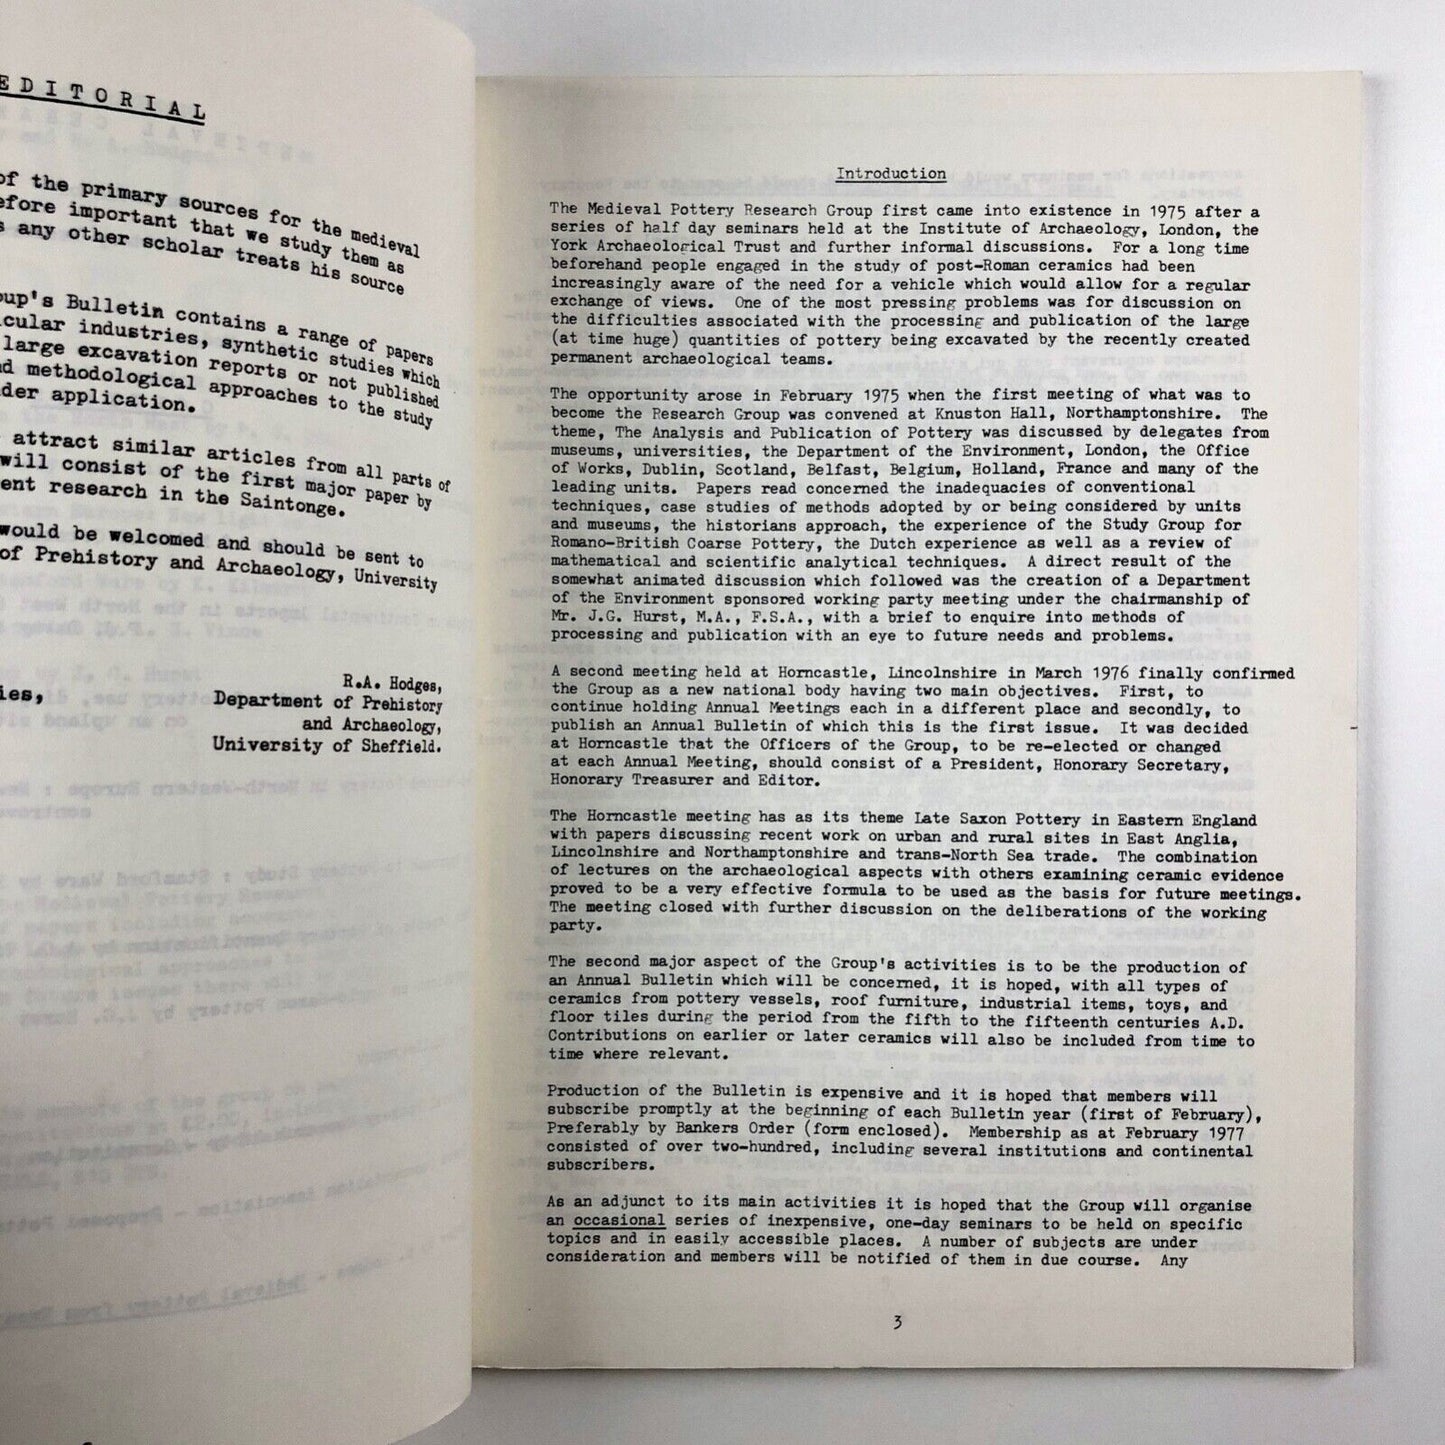 EDITORIAL
of the primary sources for the medieval
efore important that we study them as
s any other scholar treats his source
oup's Bulletin contains a range of papers
icular industries, synthetic studies which
large excavation reports or not published
nd methodological approaches to the study
der application.
attract similar articles from all parts of
will consist of the first major paper by
ent research in the Saintonge.
would be welcomed and should be sent to
of Prehistory and Archaeology, University
ies,
R.A. Hodges,
Department of Prehistory
and Archaeology,
University of Sheffield.
Introduction
The Medieval Pottery Research Group first came into existence in 1975 after a
series of half day seminars held at the Institute of Archaeology, London, the
York Archaeological Trust and further informal discussions. For a long time
beforehand people engaged in the study of post-Roman ceramics had been
increasingly aware of the need for a vehicle which would allow for a regular
exchange of views. One of the most pressing problems was for discussion on
the difficulties associated with the processing and publication of the large
(at time huge) quantities of pottery being excavated by the recently created
permanent archaeological teams.
The opportunity arose in February 1975 when the first meeting of what was to
become the Research Group was convened at Knuston Hall, Northamptonshire. The
theme, The Analysis and Publication of Pottery was discussed by delegates from
museums, universities, the Department of the Environment, London, the Office
of Works, Dublin, Scotland, Belfast, Belgium, Holland, France and many of the
leading units. Papers read concerned the inadequacies of conventional
techniques, case studies of methods adopted by or being considered by units
and museums, the historians approach, the experience of the Study Group for
Romano-British Coarse Pottery, the Dutch experience as well as a review of
mathematical and scientific analytical techniques. A direct result of the
somewhat animated discussion which followed was the creation of a Department
of the Environment sponsored working party meeting under the chairmanship of
Mr. J.G. Hurst, M.A., F.S.A., with a brief to enquire into methods of
processing and publication with an eye to future needs and problems.
A second meeting held at Horncastle, Lincolnshire in March 1976 finally confirmed
the Group as a new national body having two main objectives. First, to
continue holding Annual Meetings each in a different place and secondly, to
publish an Annual Bulletin of which this is the first issue. It was decided
at Horncastle that the Officers of the Group, to be re-elected or changed
at each Annual Meeting, should consist of a President, Honorary Secretary,
Honorary Treasurer and Editor.
The Horncastle meeting has as its theme Late Saxon Pottery in Eastern England
with papers discussing recent work on urban and rural sites in East Anglia,
Lincolnshire and Northamptonshire and trans-North Sea trade. The combination
of lectures on the archaeological aspects with others examining ceramic evidence
proved to be a very effective formula to be used as the basis for future meetings.
The meeting closed with further discussion on the deliberations of the working
party.
The second major aspect of the Group's activities is to be the production of
an Annual Bulletin which will be concerned, it is hoped, with all types of
ceramics from pottery vessels, roof furniture, industrial items, toys, and
floor tiles during the period from the fifth to the fifteenth centuries A.D.
Contributions on earlier or later ceramics will also be included from time to
time where relevant.
Production of the Bulletin is expensive and it is hoped that members will
subscribe promptly at the beginning of each Bulletin year (first of February),
Preferably by Bankers Order (form enclosed). Membership as at February 1977
consisted of over two-hundred, including several institutions and continental
subscribers.
As an adjunct to its main activities it is hoped that the Group will organise
an occasional series of inexpensive, one-day seminars to be held on specific
topics and in easily accessible places. A number of subjects are under
consideration and members will be notified of them in due course. Any
3